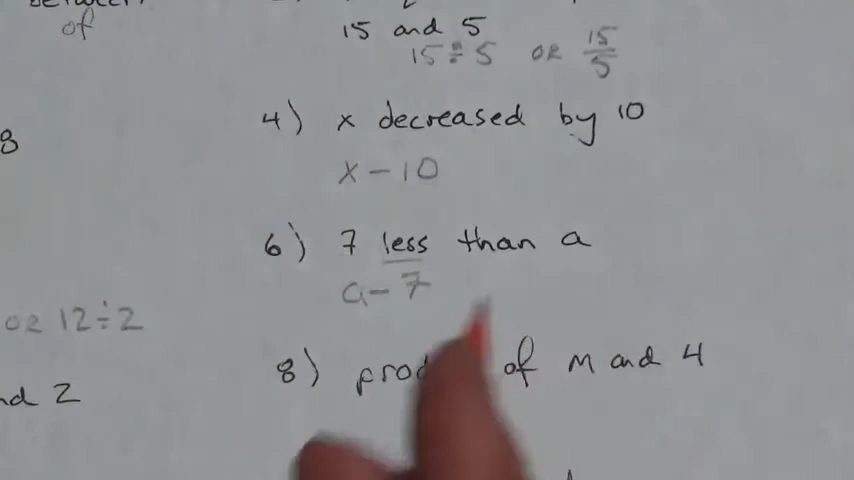 of
15 and 5
15 ÷ 5 OR 15/5
8
4) x decreased by 10
x - 10
6) 7 less than a
a - 7
OR 12 ÷ 2
8) of m and 4
2